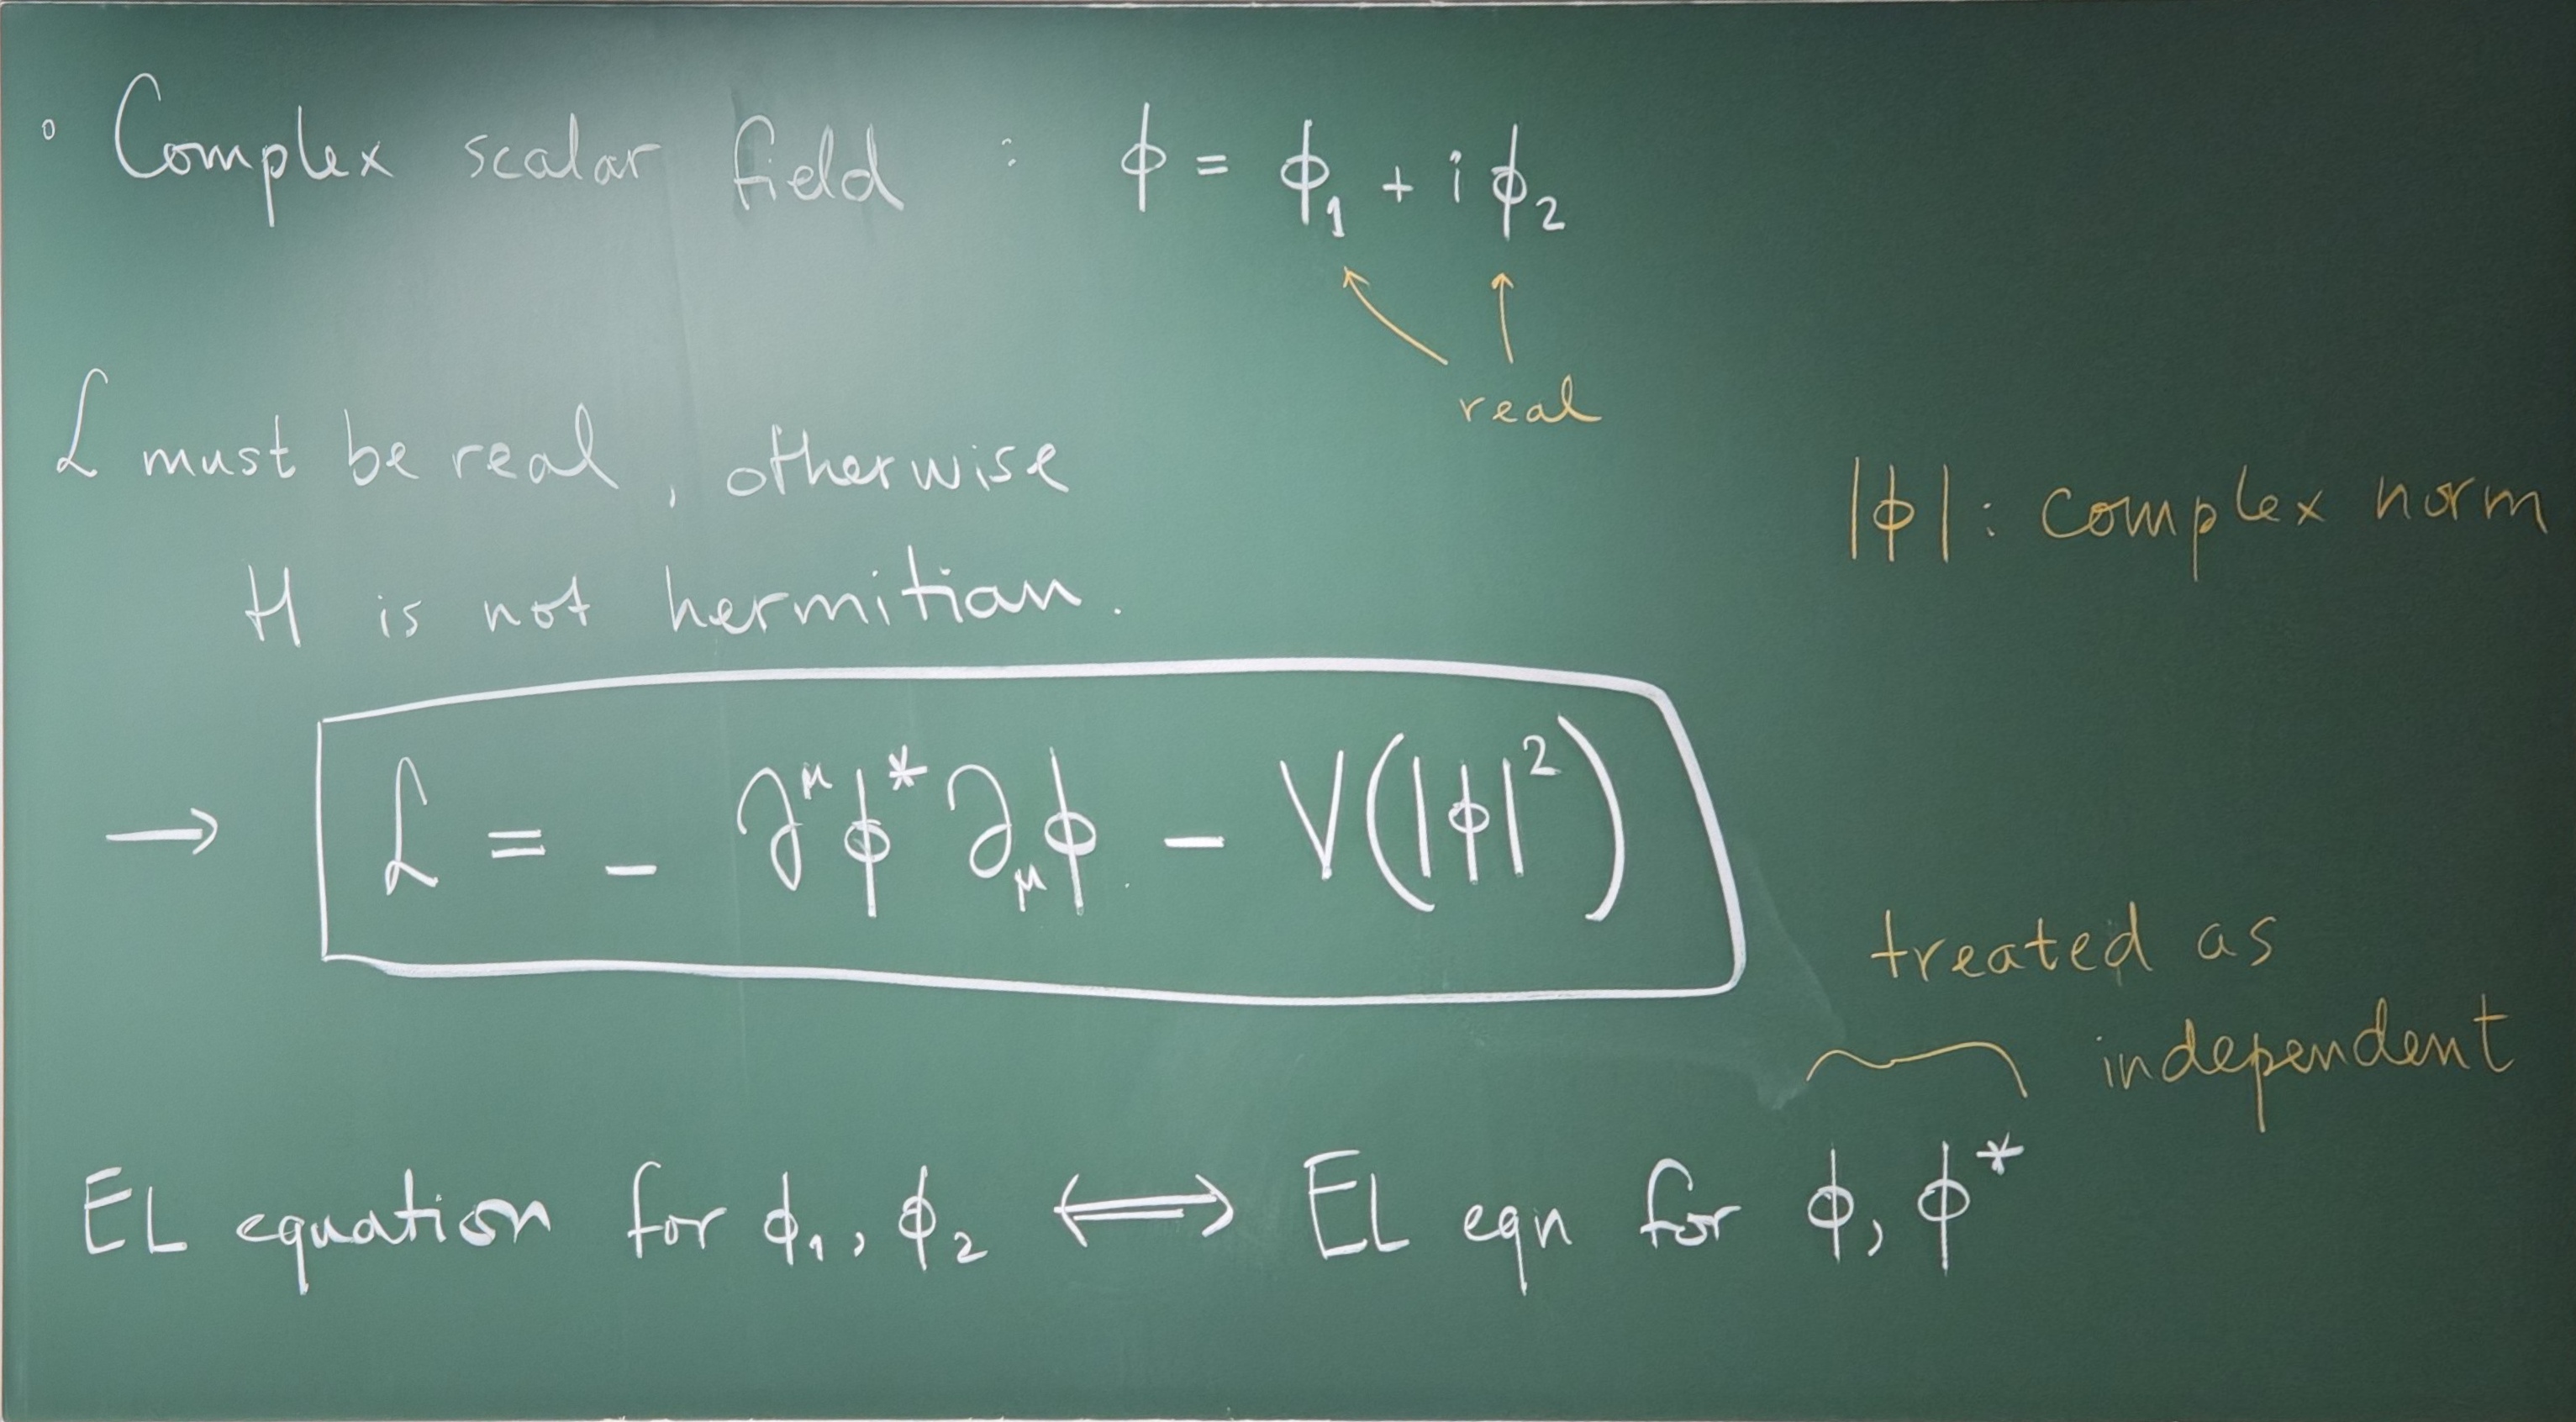 ° Complex scalar field : ϕ = ϕ₁ + i ϕ₂
real
ℒ must be real, otherwise
H is not hermitian.
|ϕ| : complex norm
→ ℒ = − ∂^μ ϕ^* ∂_μ ϕ − V(|ϕ|²)
treated as
independent
EL equation for ϕ₁, ϕ₂ ⟺ EL eqn for ϕ, ϕ^*